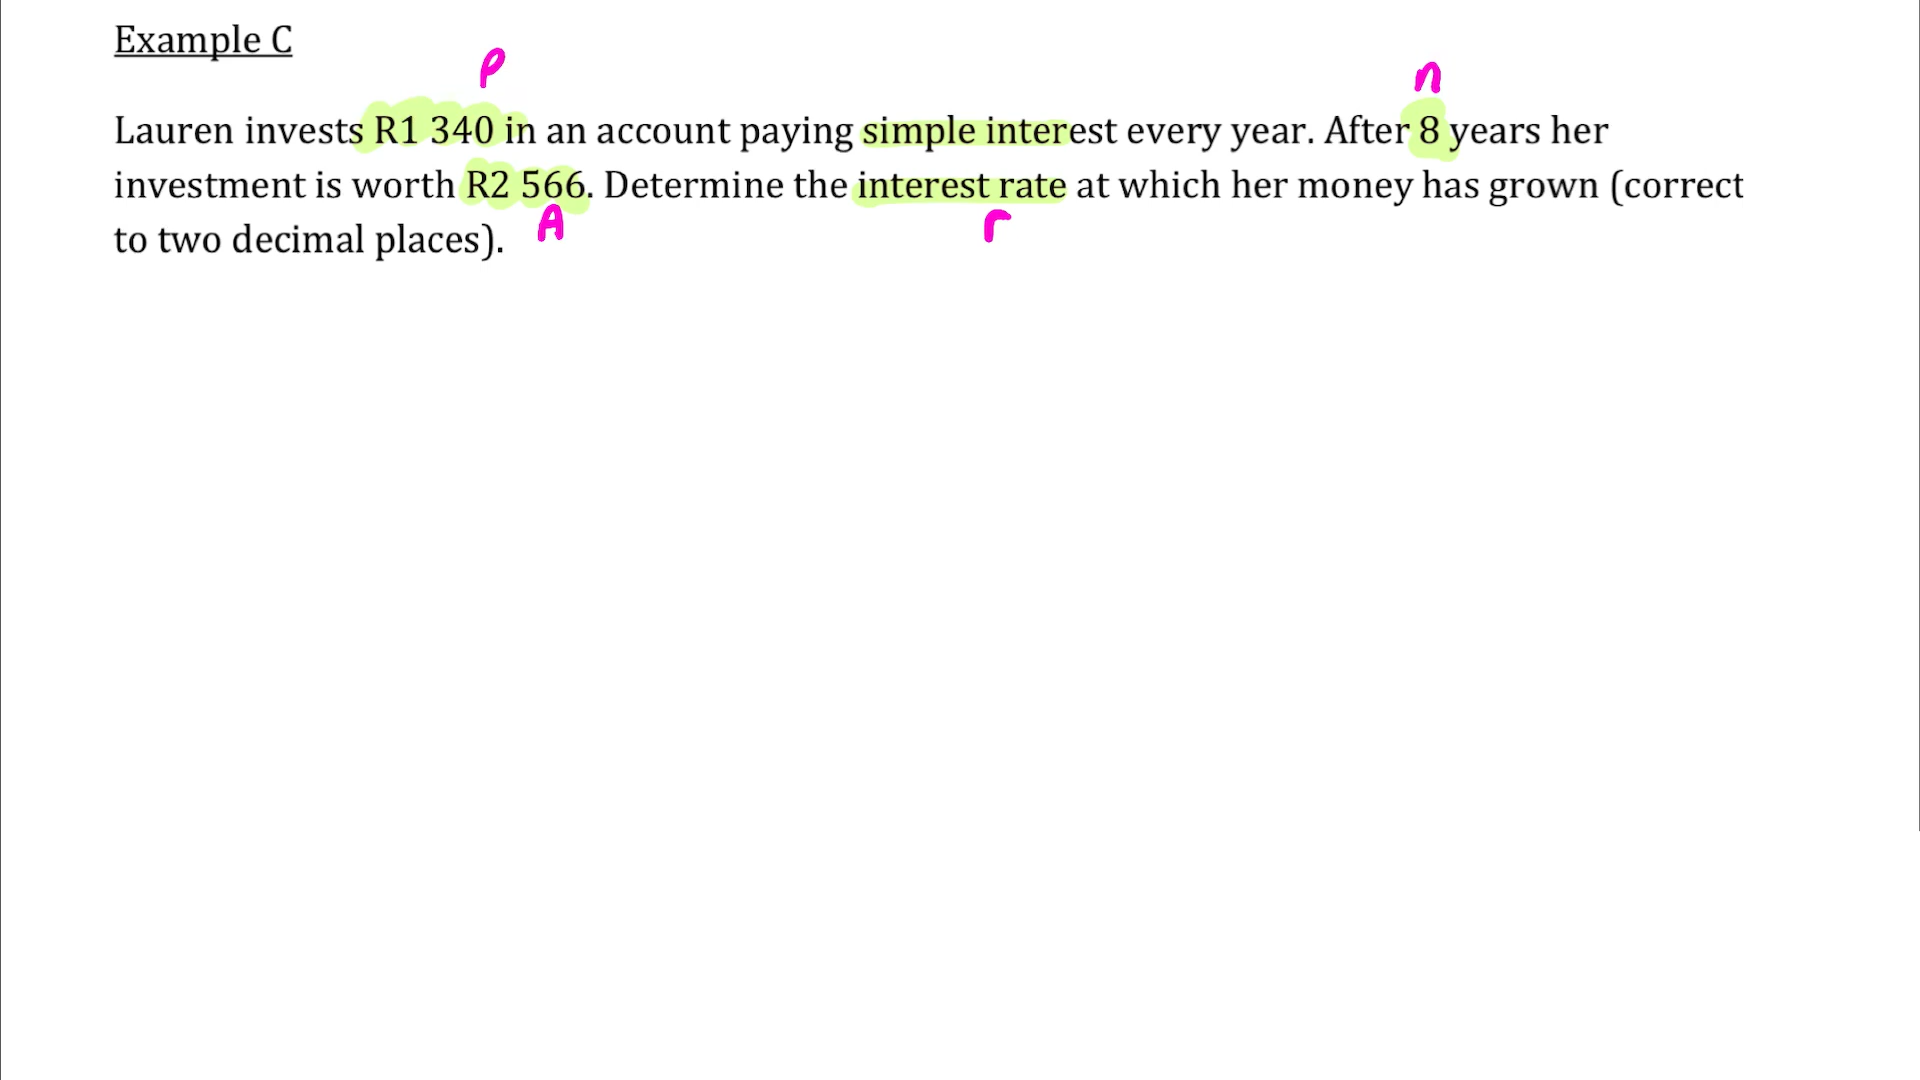 Example C
P n
Lauren invests R1 340 in an account paying simple interest every year. After 8 years her
investment is worth R2 566. Determine the interest rate at which her money has grown (correct
A r
to two decimal places).